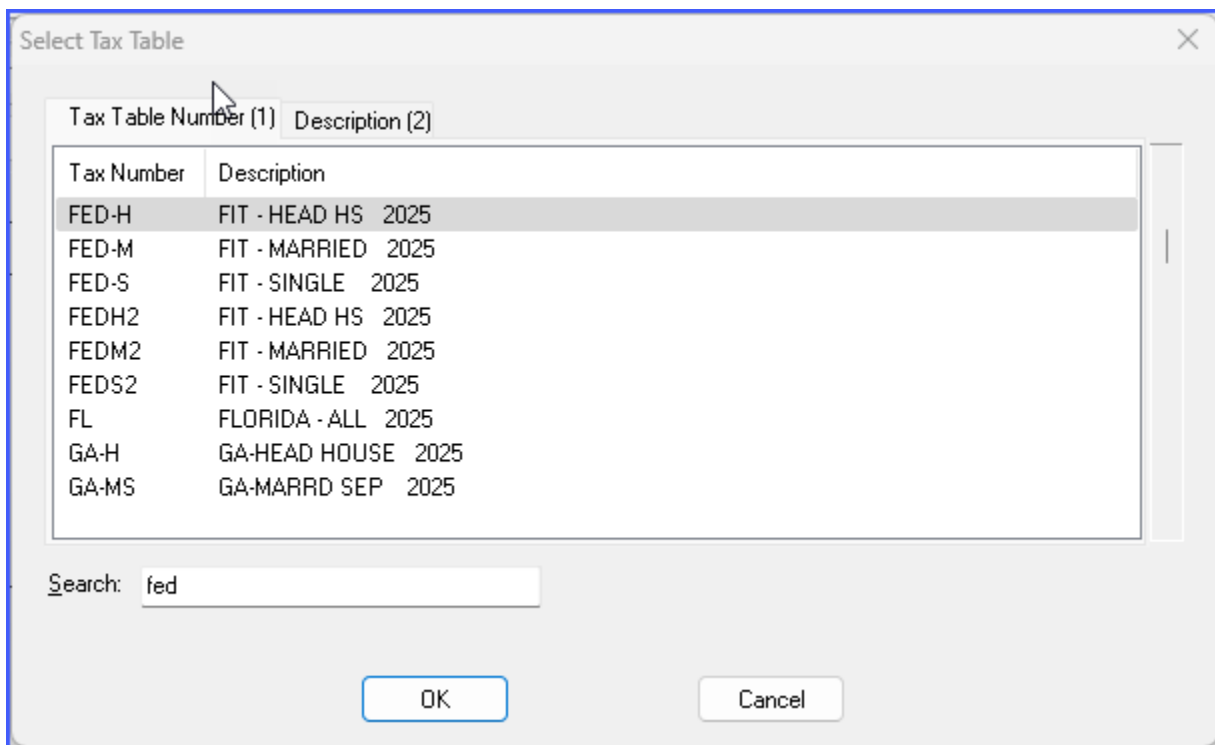 Select Tax Table
Tax Table Number (1) Description (2)
Tax Number Description
FED-H FIT - HEAD HS 2025
FED-M FIT - MARRIED 2025
FED-S FIT - SINGLE 2025
FEDH2 FIT - HEAD HS 2025
FEDM2 FIT - MARRIED 2025
FEDS2 FIT - SINGLE 2025
FL FLORIDA - ALL 2025
GA-H GA-HEAD HOUSE 2025
GA-MS GA-MARRD SEP 2025
Search: fed
OK Cancel